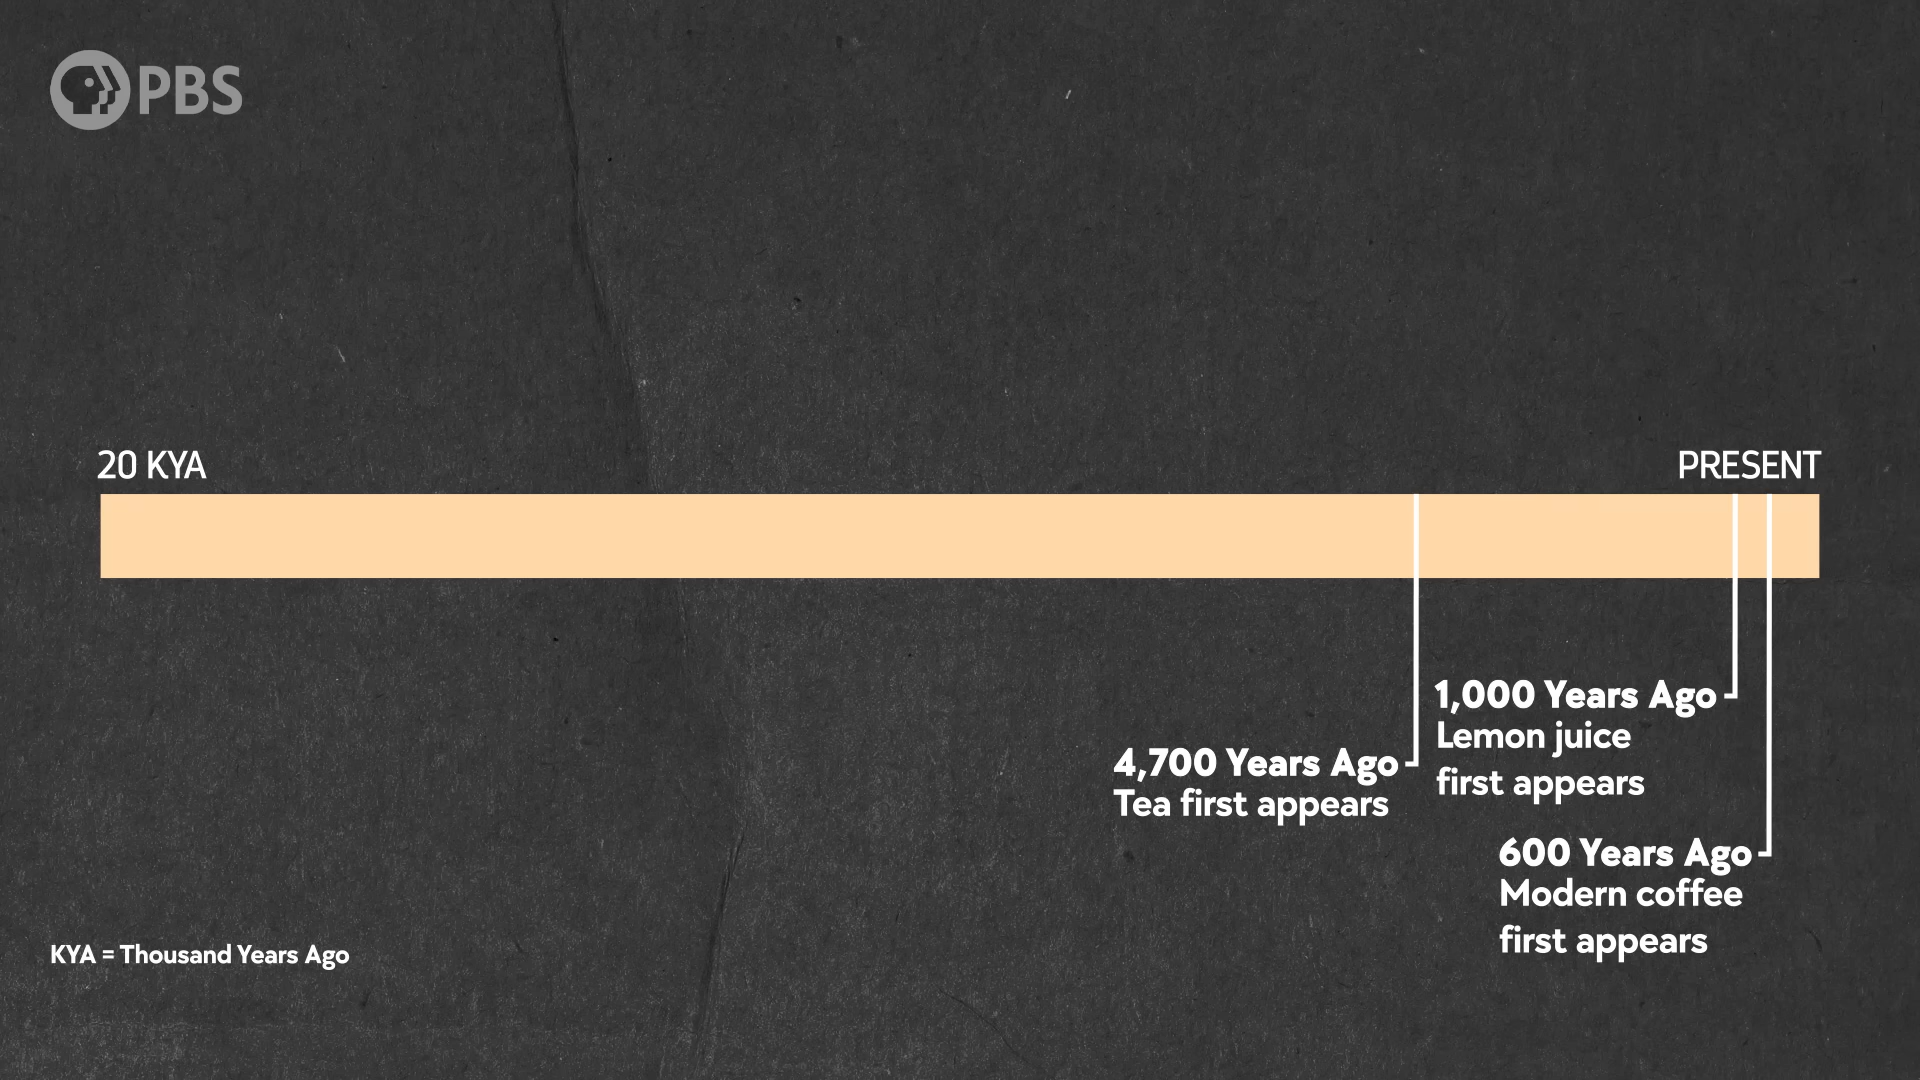 PBS
20 KYA
PRESENT
4,700 Years Ago
Tea first appears
1,000 Years Ago
Lemon juice
first appears
600 Years Ago
Modern coffee
first appears
KYA = Thousand Years Ago